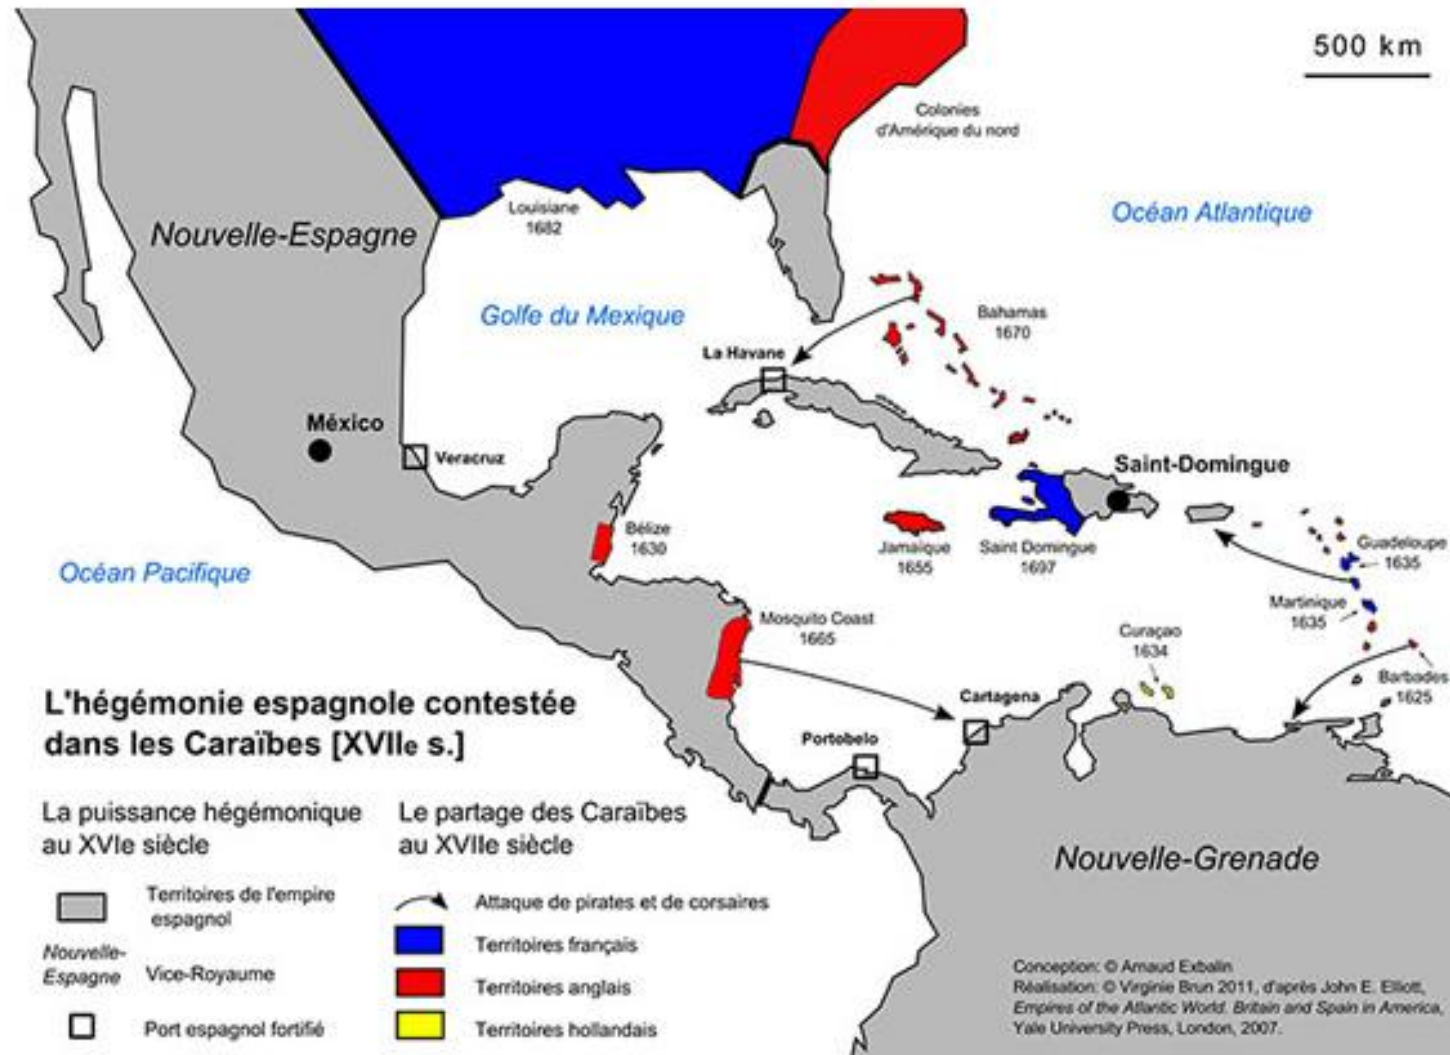 500 km
Colonies
d'Amérique du nord
Louisiane
1682
Nouvelle-Espagne
Océan Atlantique
Golfe du Mexique
Bahamas
1670
La Havane
México
Veracruz
Saint-Domingue
Bélize
1630
Jamaïque
1655
Saint Domingue
1697
Guadeloupe
1635
Océan Pacifique
Martinique
1635
Mosquito Coast
1665
Curaçao
1634
Barbades
1625
Cartagena
Portobelo
Nouvelle-Grenade
L'hégémonie espagnole contestée
dans les Caraïbes [XVIIe s.]
La puissance hégémonique
au XVIe siècle
Territoires de l'empire
espagnol
Nouvelle-
Espagne
Vice-Royaume
Port espagnol fortifié
Le partage des Caraïbes
au XVIIe siècle
Attaque de pirates et de corsaires
Territoires français
Territoires anglais
Territoires hollandais
Conception: © Arnaud Exbalin
Réalisation: © Virginie Brun 2011, d'après John E. Elliott,
Empires of the Atlantic World. Britain and Spain in America,
Yale University Press, London, 2007.